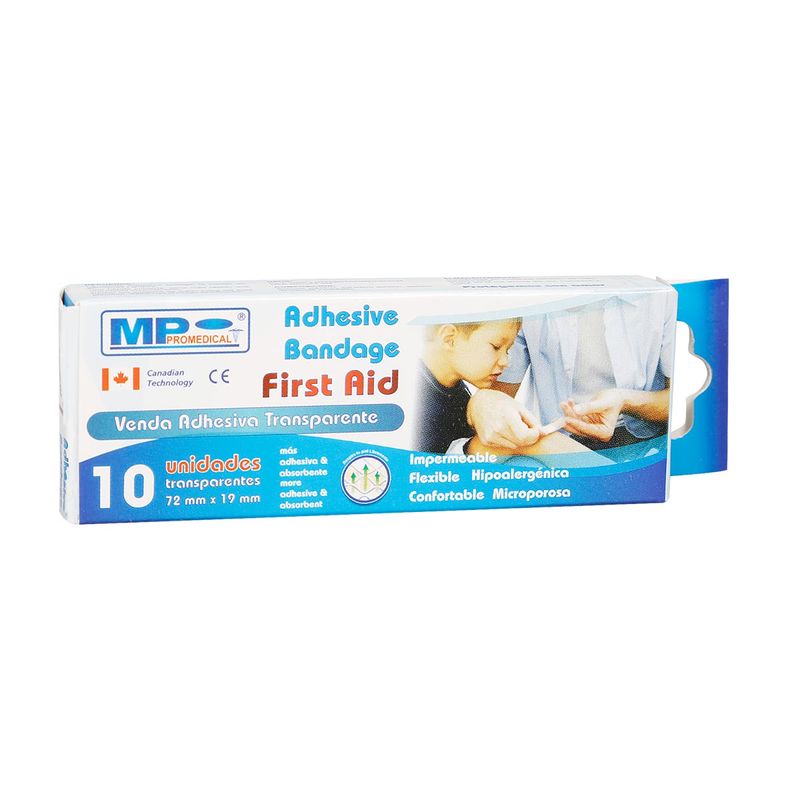 MP
PROMEDICAL
®
Canadian
Technology
CE
Adhesive
Bandage
First Aid
Venda Adhesiva Transparente
10
unidades
transparentes
72 mm x 19 mm
más
adhesiva &
absorbente
more
adhesive &
absorbent
Impermeable
Flexible Hipoalergénica
Confortable Microporosa
Adhesiv